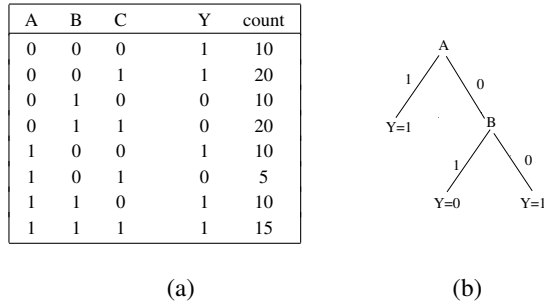 A B C Y count
0 0 0 1 10
0 0 1 1 20
0 1 0 0 10
0 1 1 0 20
1 0 0 1 10
1 0 1 0 5
1 1 0 1 10
1 1 1 1 15
(a)
A
1 0
Y=1 B
1 0
Y=0 Y=1
(b)